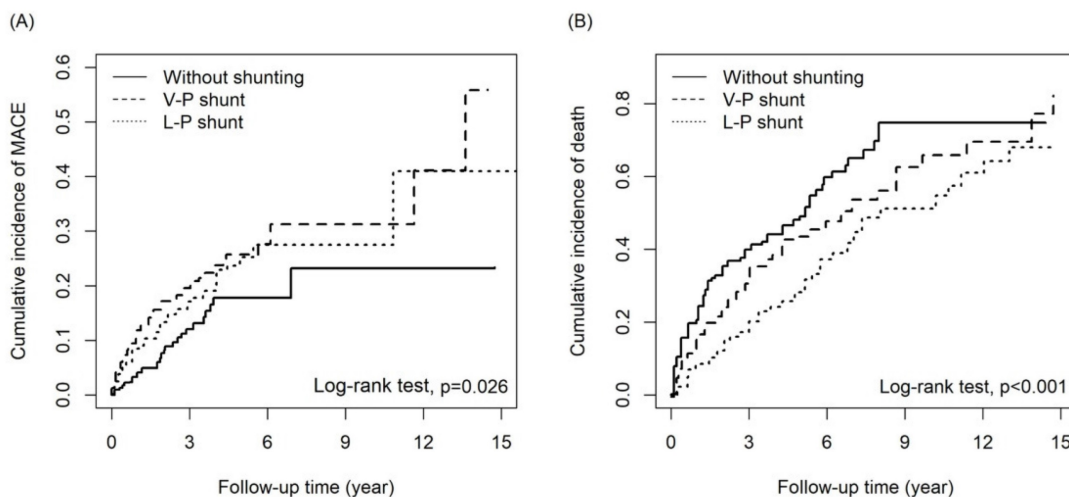 (A)
Cumulative incidence of MACE
0.6
0.5
0.4
0.3
0.2
0.1
0.0
Without shunting
V-P shunt
L-P shunt
Log-rank test, p=0.026
0 3 6 9 12 15
Follow-up time (year)
(B)
Cumulative incidence of death
0.8
0.6
0.4
0.2
0.0
Without shunting
V-P shunt
L-P shunt
Log-rank test, p<0.001
0 3 6 9 12 15
Follow-up time (year)